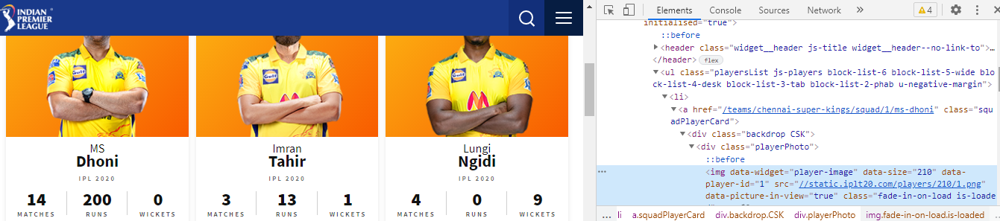 INDIAN
PREMIER
LEAGUE
Gulf
Gulf
Gulf
MS
Dhoni
IPL 2020
14 200 0
MATCHES RUNS WICKETS
Imran
Tahir
IPL 2020
3 13 1
MATCHES RUNS WICKETS
Lungi
Ngidi
IPL 2020
4 0 9
MATCHES RUNS WICKETS
Elements Console Sources Network » 4
initialised="true">
::before
<header class="widget__header js-title widget__header--no-link-to">…
</header> flex
<ul class="playersList js-players block-list-6 block-list-5-wide blo
ck-list-4-desk block-list-3-tab block-list-2-phab u-negative-margin">
<li>
<a href="/teams/chennai-super-kings/squad/1/ms-dhoni" class="squ
adPlayerCard">
<div class="backdrop CSK">
<div class="playerPhoto">
::before
<img data-widget="player-image" data-size="210" data-
player-id="1" src="//static.iplt20.com/players/210/1.png"
data-picture-in-view="true" class="fade-in-on-load is-loade
… li a.squadPlayerCard div.backdrop.CSK div.playerPhoto img.fade-in-on-load.is-loaded …